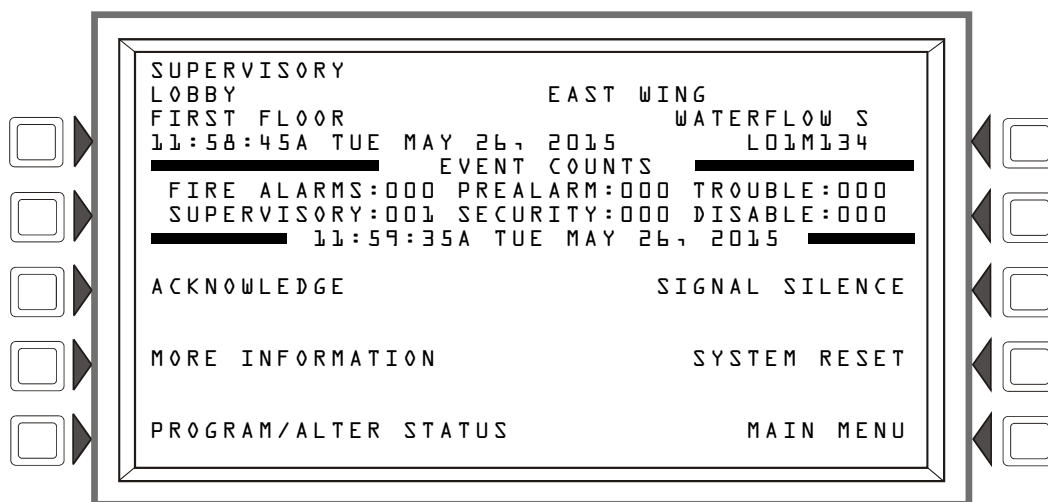 SUPERVISORY
LOBBY EAST WING
FIRST FLOOR WATERFLOW S
11:58:45A TUE MAY 26, 2015 L01M134
EVENT COUNTS
FIRE ALARMS:000 PREALARM:000 TROUBLE:000
SUPERVISORY:001 SECURITY:000 DISABLE:000
11:59:35A TUE MAY 26, 2015
ACKNOWLEDGE SIGNAL SILENCE
MORE INFORMATION SYSTEM RESET
PROGRAM/ALTER STATUS MAIN MENU